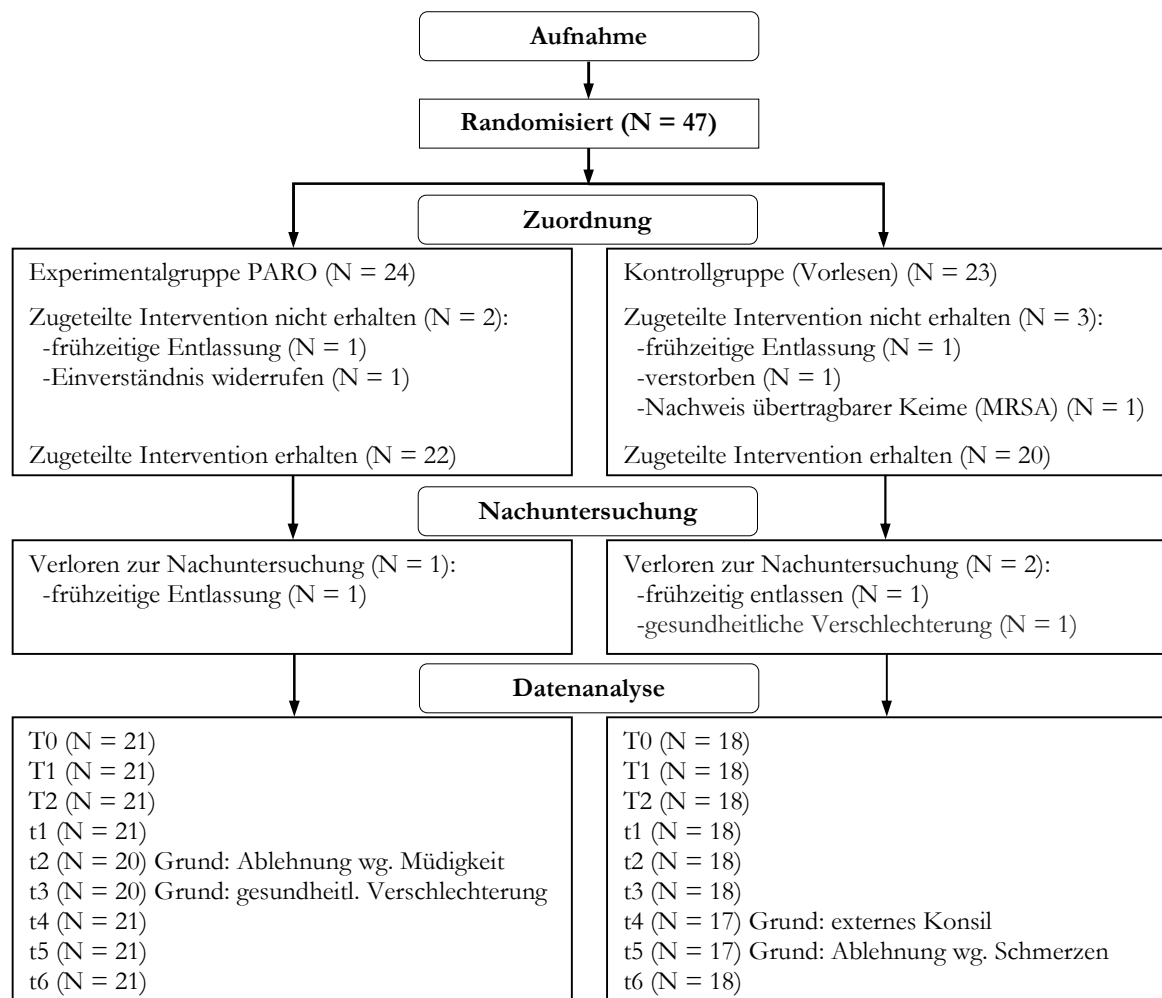 Aufnahme
Randomisiert (N = 47)
Zuordnung
Experimentalgruppe PARO (N = 24)
Zugeteilte Intervention nicht erhalten (N = 2):
-frühzeitige Entlassung (N = 1)
-Einverständnis widerrufen (N = 1)
Zugeteilte Intervention erhalten (N = 22)
Kontrollgruppe (Vorlesen) (N = 23)
Zugeteilte Intervention nicht erhalten (N = 3):
-frühzeitige Entlassung (N = 1)
-verstorben (N = 1)
-Nachweis übertragbarer Keime (MRSA) (N = 1)
Zugeteilte Intervention erhalten (N = 20)
Nachuntersuchung
Verloren zur Nachuntersuchung (N = 1):
-frühzeitige Entlassung (N = 1)
Verloren zur Nachuntersuchung (N = 2):
-frühzeitig entlassen (N = 1)
-gesundheitliche Verschlechterung (N = 1)
Datenanalyse
T0 (N = 21)
T1 (N = 21)
T2 (N = 21)
t1 (N = 21)
t2 (N = 20) Grund: Ablehnung wg. Müdigkeit
t3 (N = 20) Grund: gesundheitl. Verschlechterung
t4 (N = 21)
t5 (N = 21)
t6 (N = 21)
T0 (N = 18)
T1 (N = 18)
T2 (N = 18)
t1 (N = 18)
t2 (N = 18)
t3 (N = 18)
t4 (N = 17) Grund: externes Konsil
t5 (N = 17) Grund: Ablehnung wg. Schmerzen
t6 (N = 18)